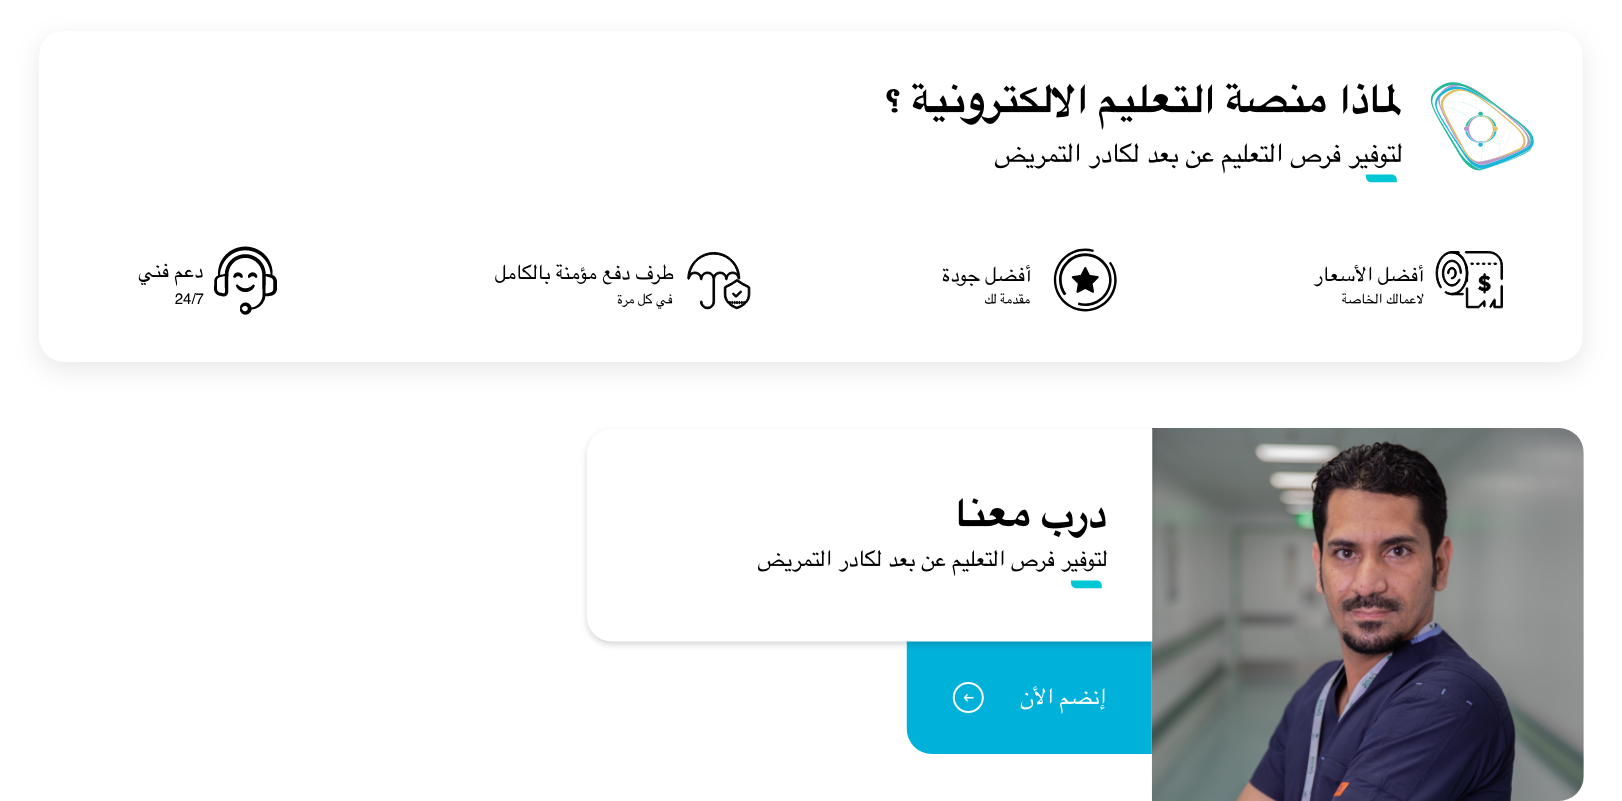 لماذا منصة التعليم الالكترونية ؟
لتوفير فرص التعليم عن بعد لكادر التمريض
أفضل الأسعار
لاعمالك الخاصة
أفضل جودة
مقدمة لك
طرف دفع مؤمنة بالكامل
في كل مرة
دعم فني
24/7
درب معنا
لتوفير فرص التعليم عن بعد لكادر التمريض
إنضم الأن